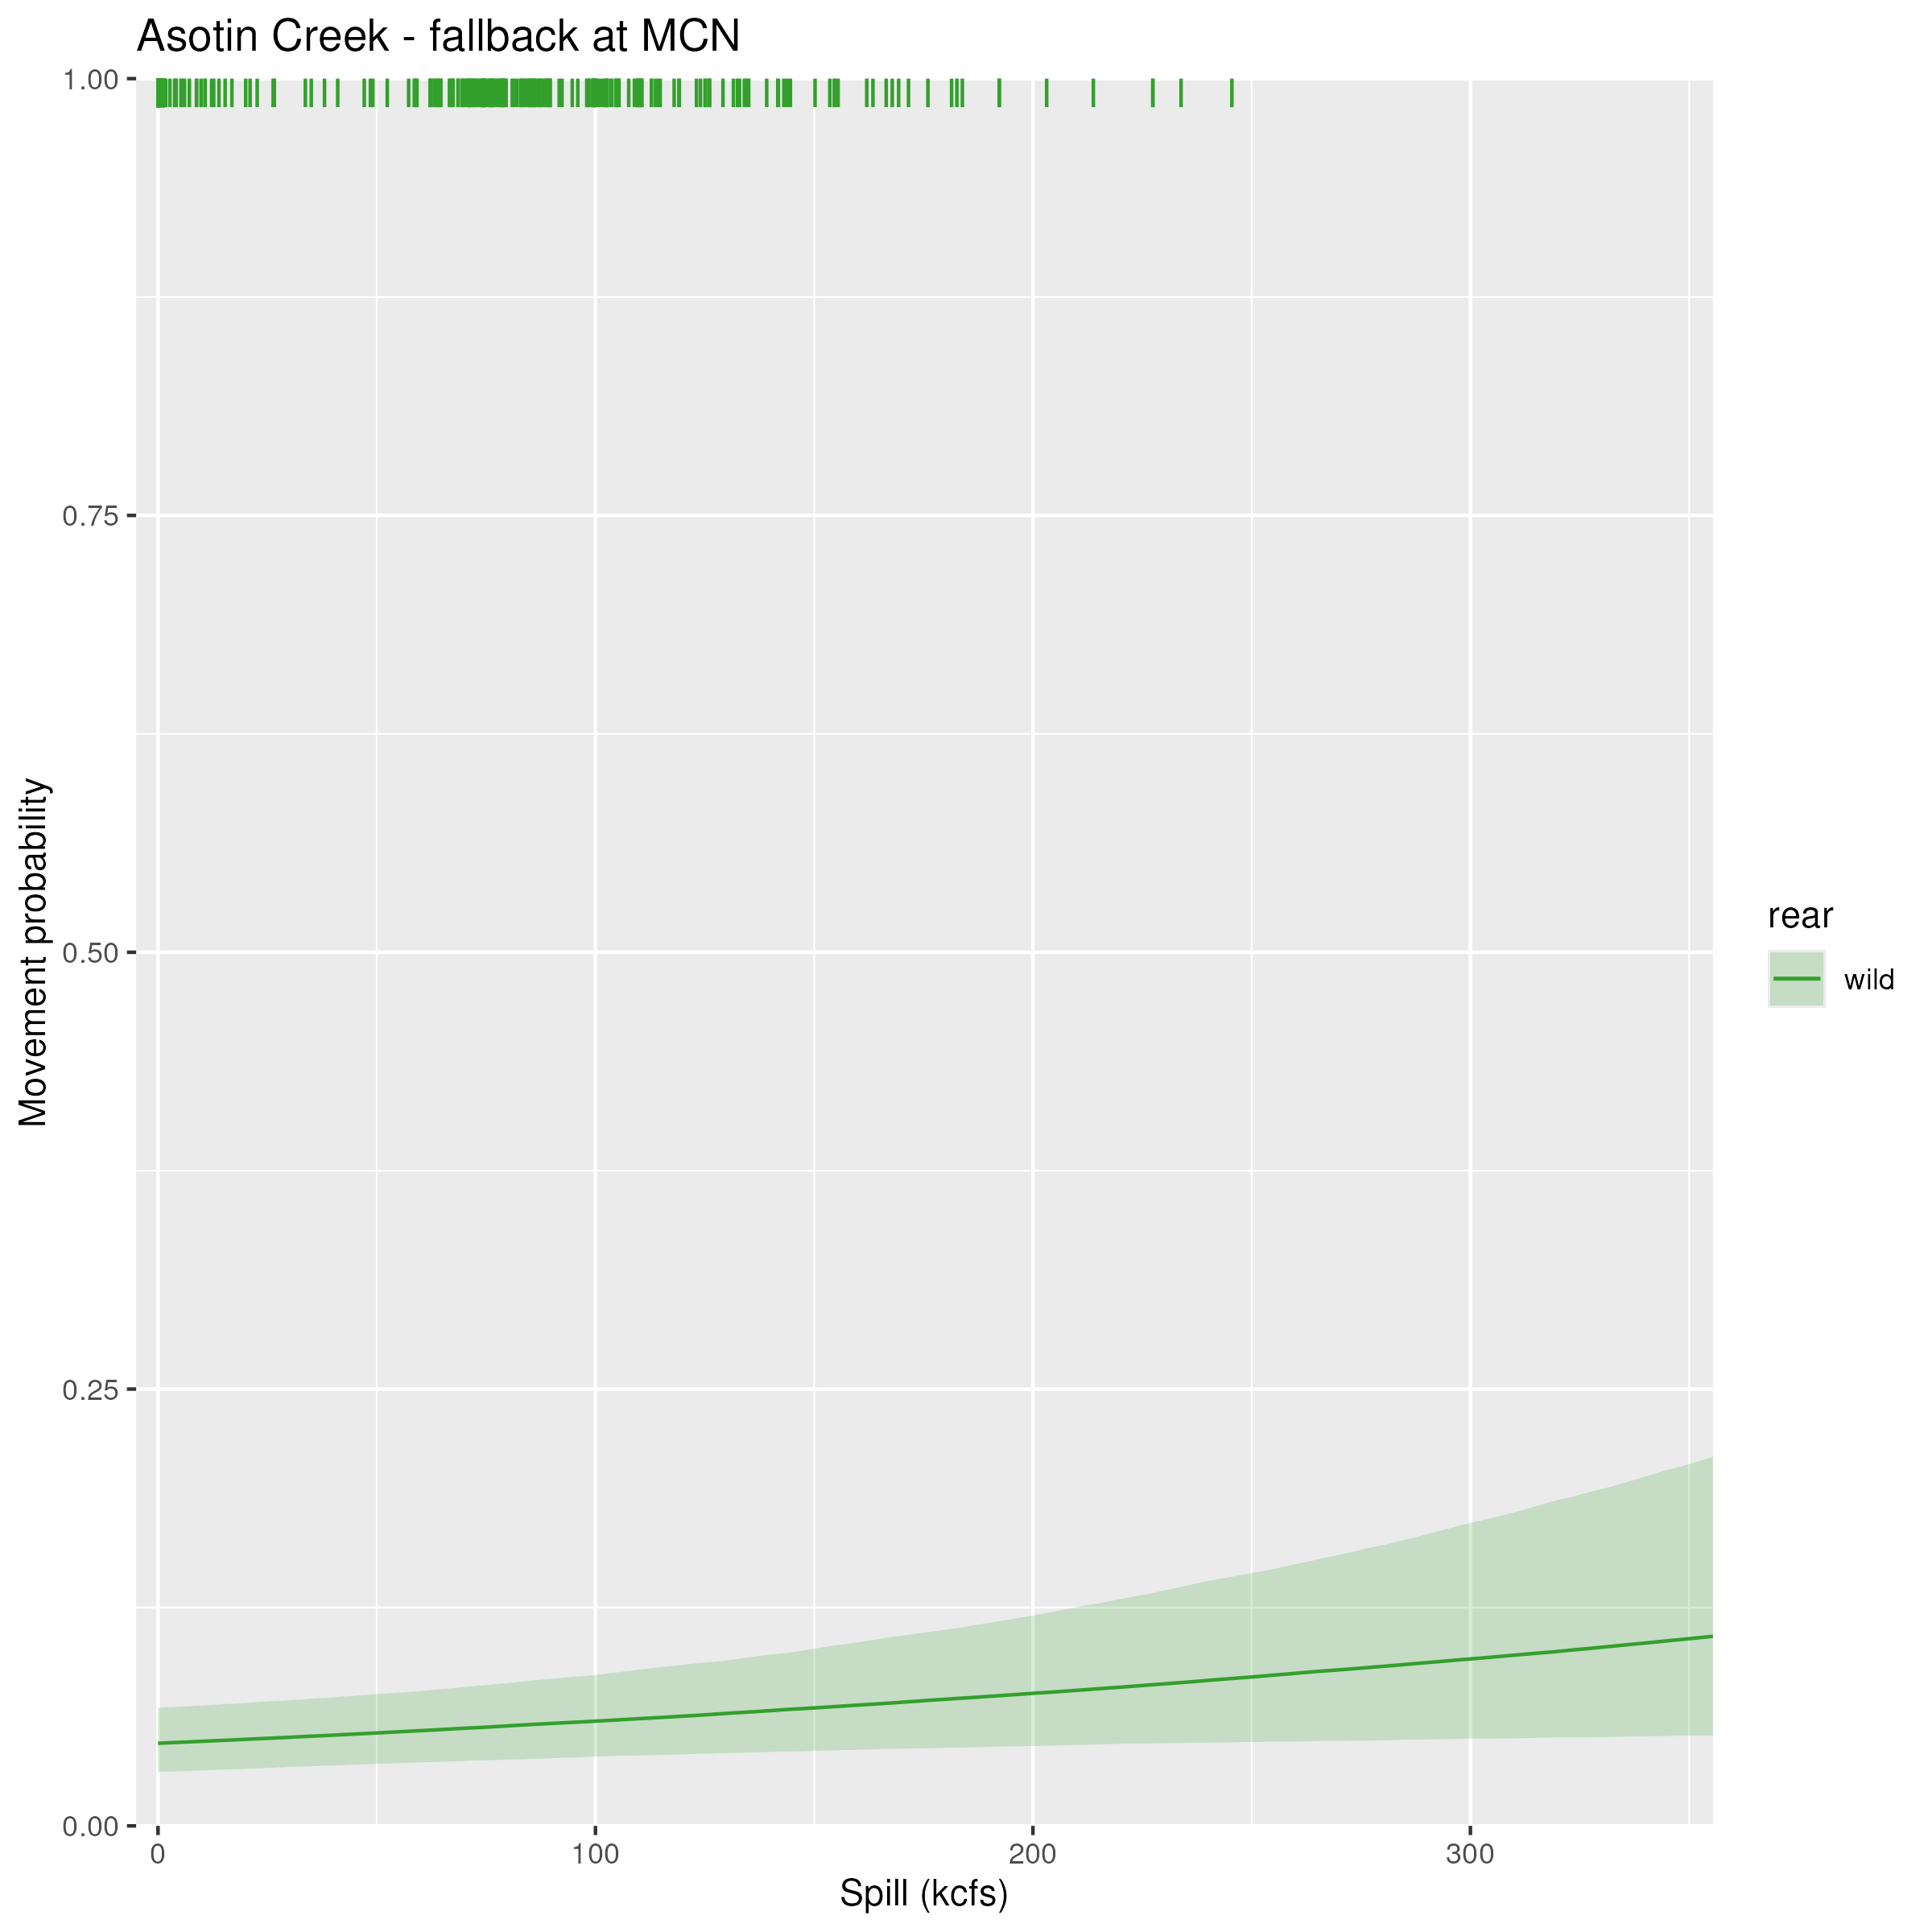 Asotin Creek - fallback at MCN
1.00
0.75
0.50
0.25
0.00
Movement probability
0
100
200
300
Spill (kcfs)
rear
wild